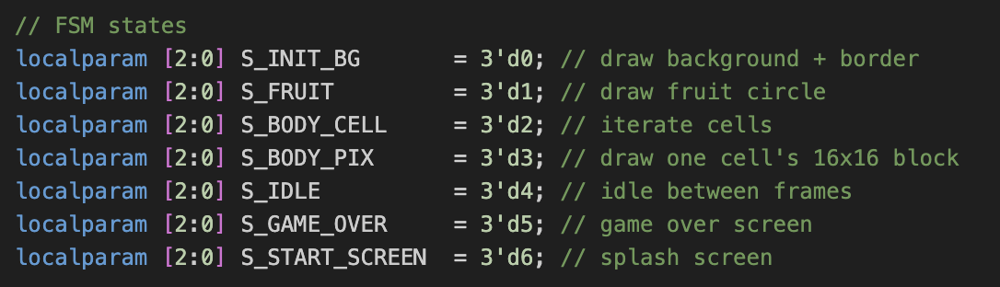 // FSM states
localparam [2:0] S_INIT_BG       = 3'd0; // draw background + border
localparam [2:0] S_FRUIT         = 3'd1; // draw fruit circle
localparam [2:0] S_BODY_CELL     = 3'd2; // iterate cells
localparam [2:0] S_BODY_PIX      = 3'd3; // draw one cell's 16x16 block
localparam [2:0] S_IDLE          = 3'd4; // idle between frames
localparam [2:0] S_GAME_OVER     = 3'd5; // game over screen
localparam [2:0] S_START_SCREEN  = 3'd6; // splash screen